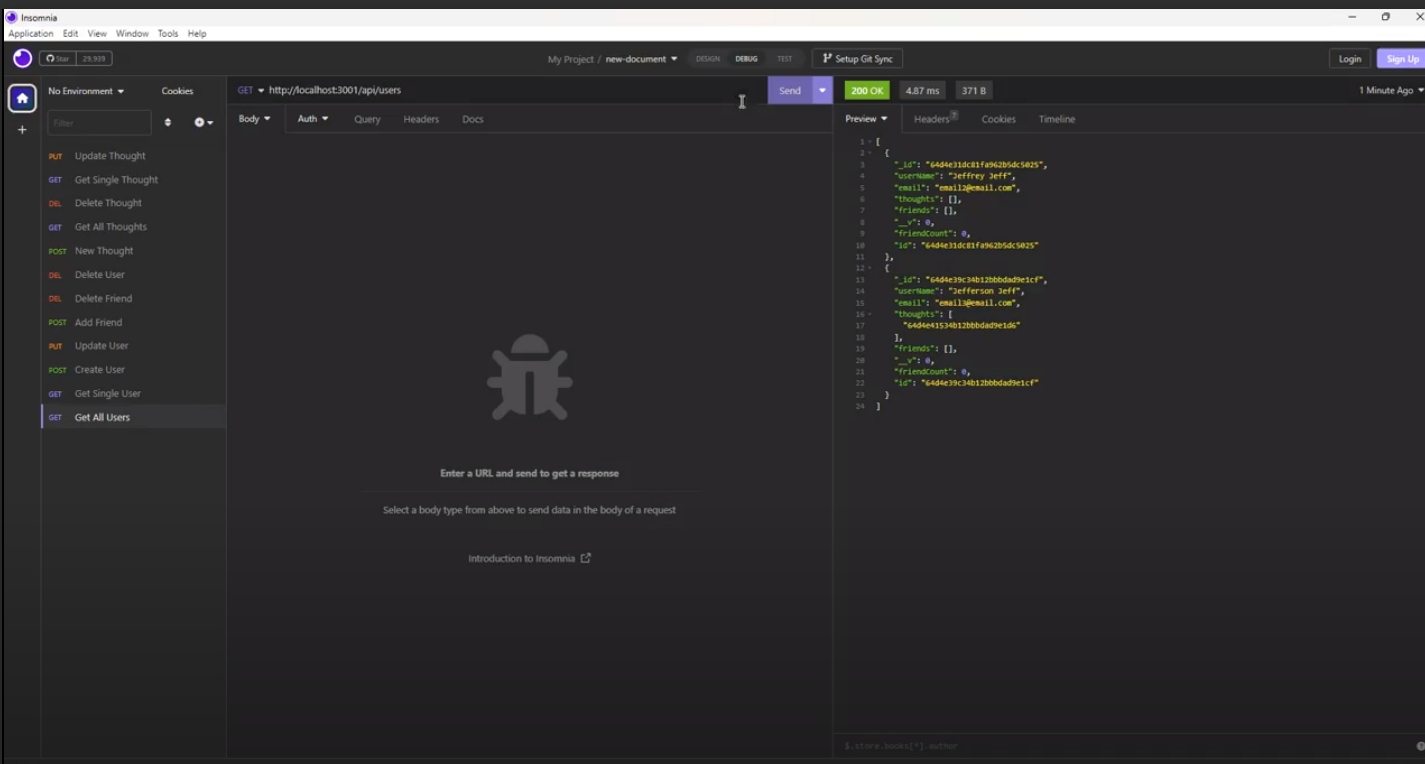 Insomnia
Application Edit View Window Tools Help
Star 29,939
My Project / new-document
DESIGN DEBUG TEST
Setup Git Sync
Login
Sign Up
No Environment
Cookies
Filter
PUT Update Thought
GET Get Single Thought
DEL Delete Thought
GET Get All Thoughts
POST New Thought
DEL Delete User
DEL Delete Friend
POST Add Friend
PUT Update User
POST Create User
GET Get Single User
GET Get All Users
GET http://localhost:3001/api/users
Send
Body Auth Query Headers Docs
Enter a URL and send to get a response
Select a body type from above to send data in the body of a request
Introduction to Insomnia
200 OK 4.87 ms 371 B
1 Minute Ago
Preview Headers 7 Cookies Timeline
1 [
2 {
3 "_id": "64d4e31dc81fa962b5dc5025",
4 "userName": "Jeffrey Jeff",
5 "email": "email2@email.com",
6 "thoughts": [],
7 "friends": [],
8 "__v": 0,
9 "friendCount": 0,
10 "id": "64d4e31dc81fa962b5dc5025"
11 },
12 {
13 "_id": "64d4e39c34b12bbbdad9e1cf",
14 "userName": "Jefferson Jeff",
15 "email": "email3@email.com",
16 "thoughts": [
17 "64d4e41534b12bbbdad9e1d6"
18 ],
19 "friends": [],
20 "__v": 0,
21 "friendCount": 0,
22 "id": "64d4e39c34b12bbbdad9e1cf"
23 }
24 ]
$.store.books[*].author